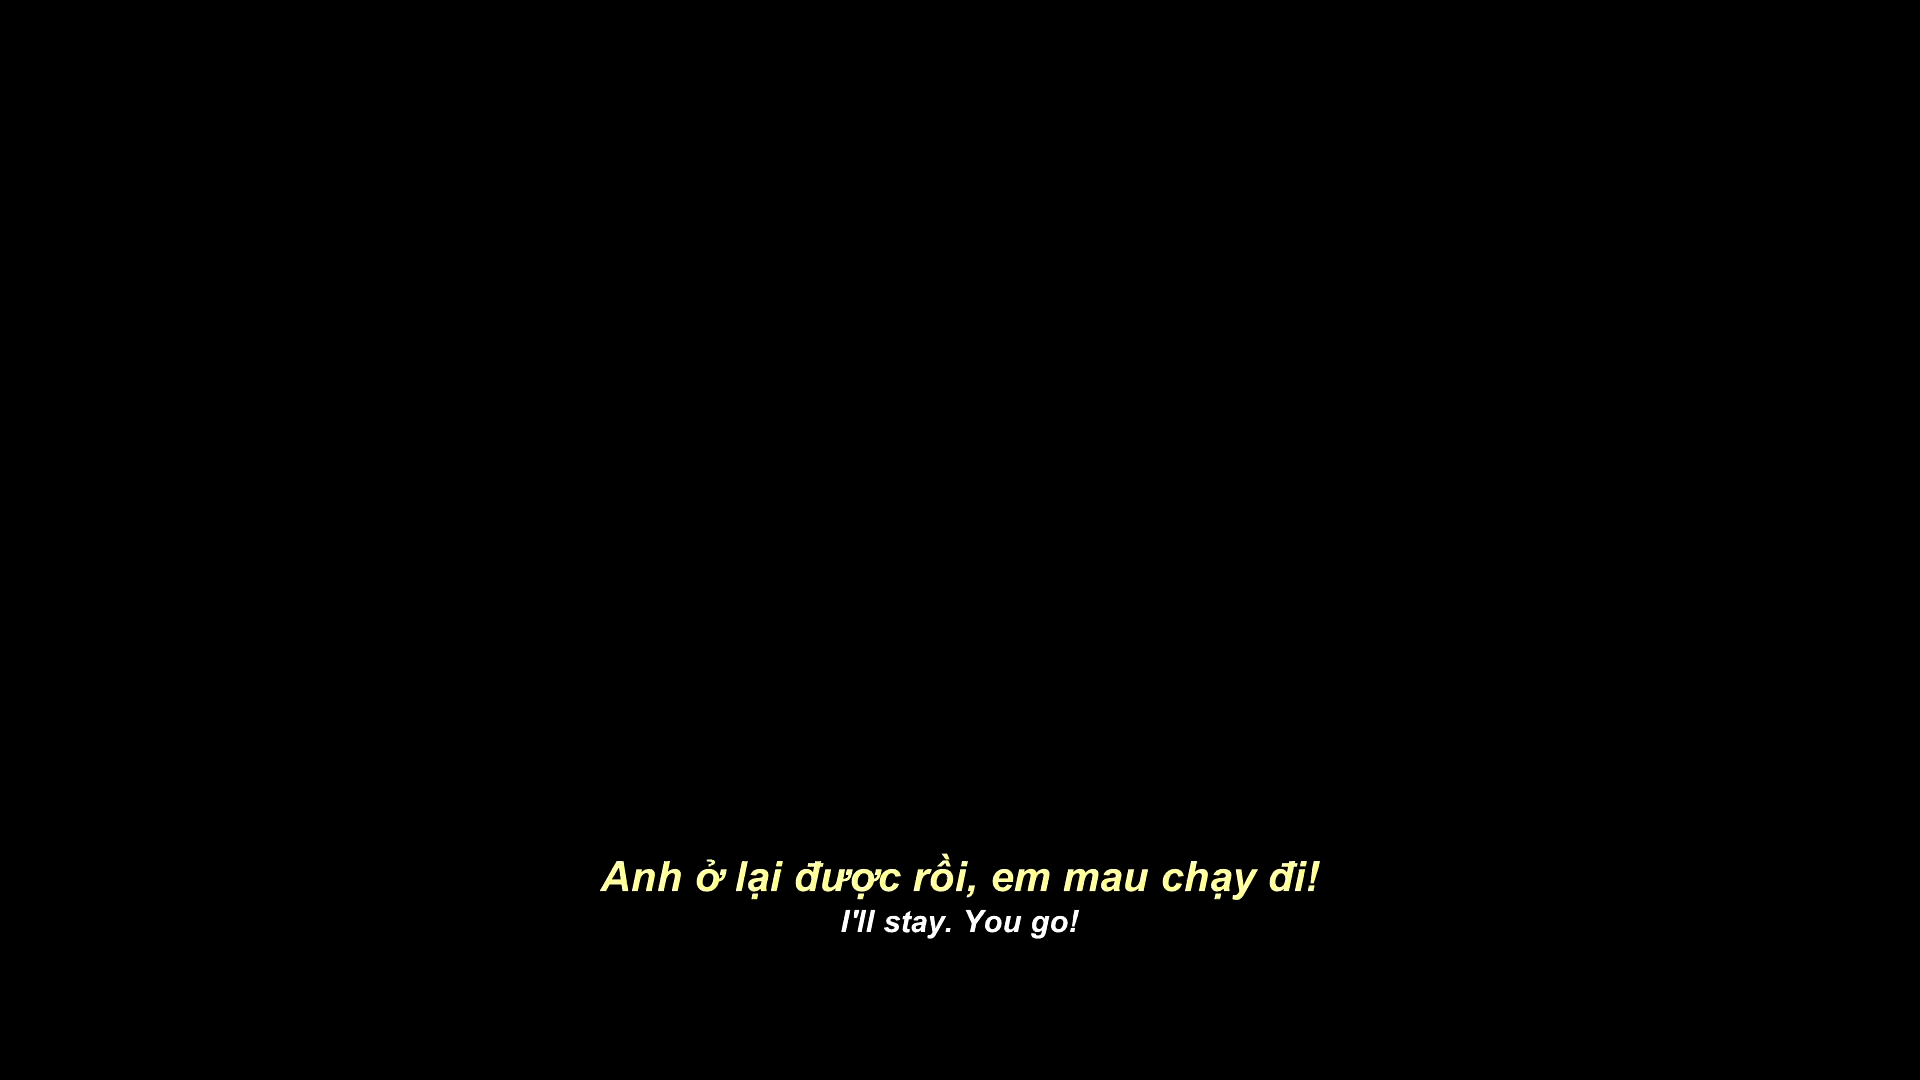 Anh ở lại được rồi, em mau chạy đi!
I'll stay. You go!